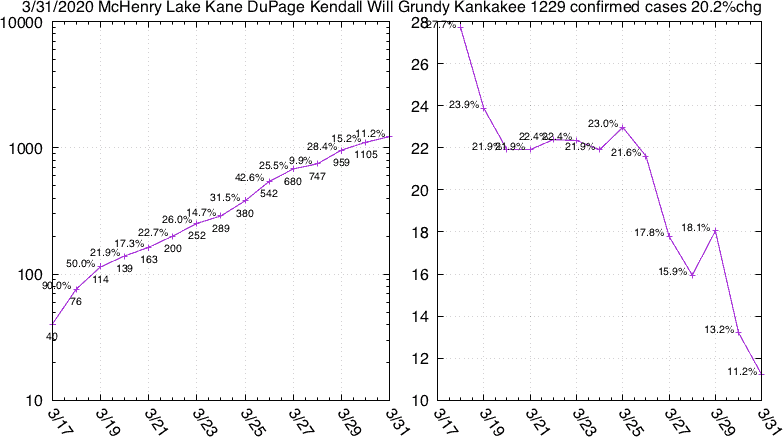 3/31/2020 McHenry Lake Kane DuPage Kendall Will Grundy Kankakee 1229 confirmed cases 20.2%chg
10000
1000
100
10
90.0% 50.0% 21.9% 17.3% 22.7% 26.0% 14.7% 31.5% 42.6% 25.5% 9.9% 28.4% 15.2% 11.2%
40 76 114 139 163 200 252 289 380 542 680 747 959 1105
3/17 3/19 3/21 3/23 3/25 3/27 3/29 3/31
28
26
24
22
20
18
16
14
12
10
27.7% 23.9% 21.9% 21.9% 22.4% 22.4% 21.9% 23.0% 21.6% 17.8% 15.9% 18.1% 13.2% 11.2%
3/17 3/19 3/21 3/23 3/25 3/27 3/29 3/31